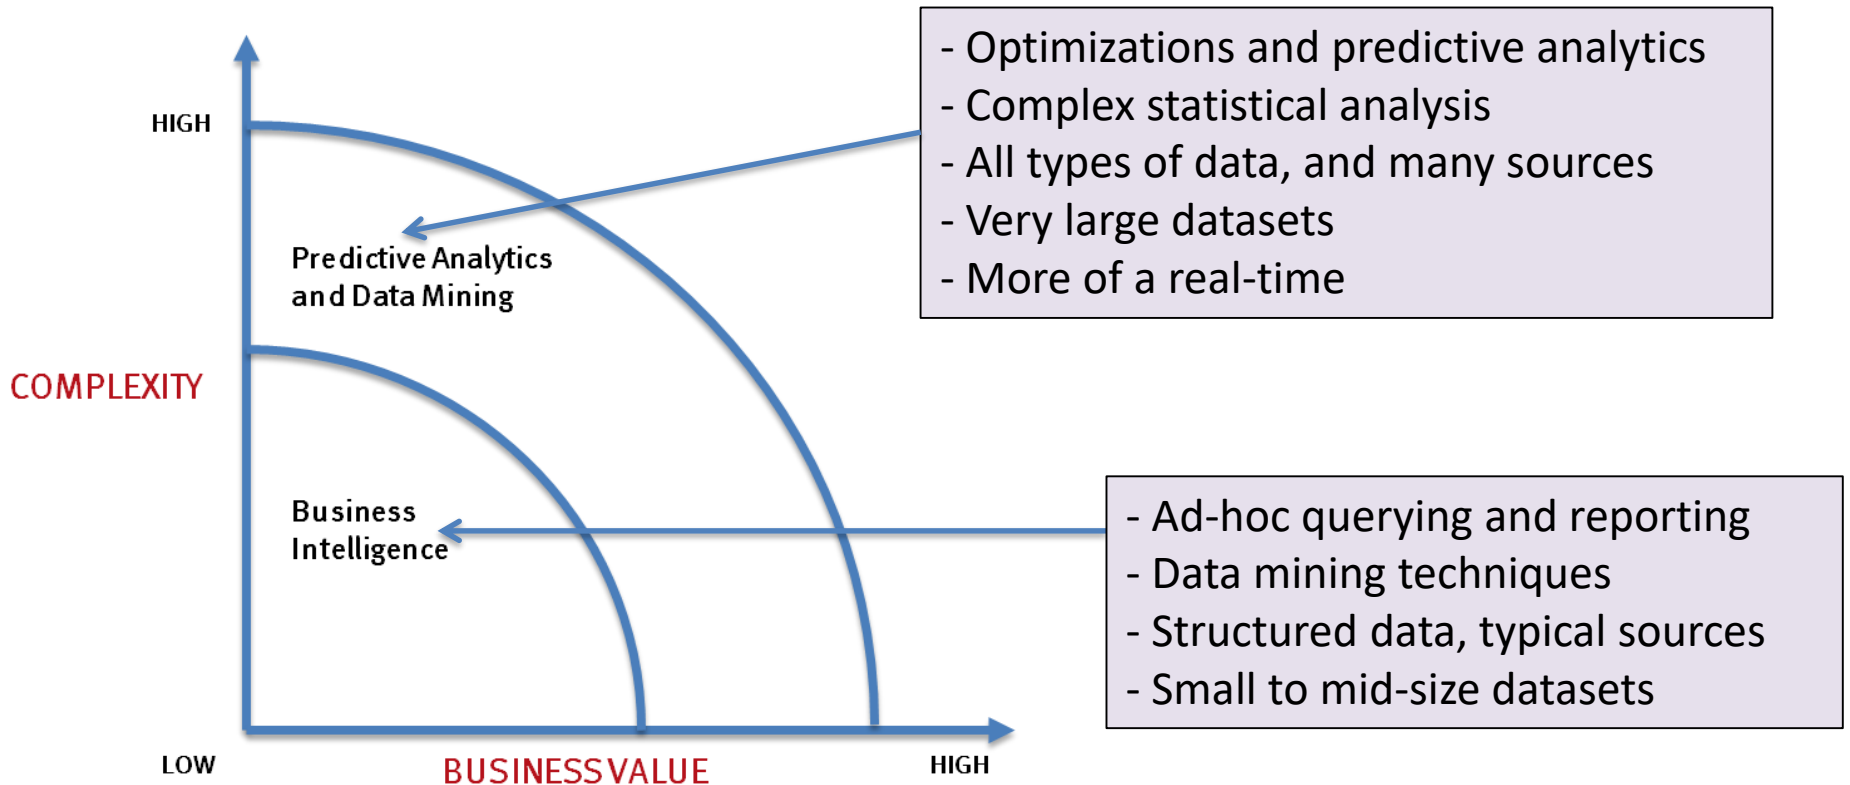 - Optimizations and predictive analytics
- Complex statistical analysis
- All types of data, and many sources
- Very large datasets
- More of a real-time
HIGH
Predictive Analytics
and Data Mining
COMPLEXITY
Business
Intelligence
- Ad-hoc querying and reporting
- Data mining techniques
- Structured data, typical sources
- Small to mid-size datasets
LOW
BUSINESS VALUE
HIGH